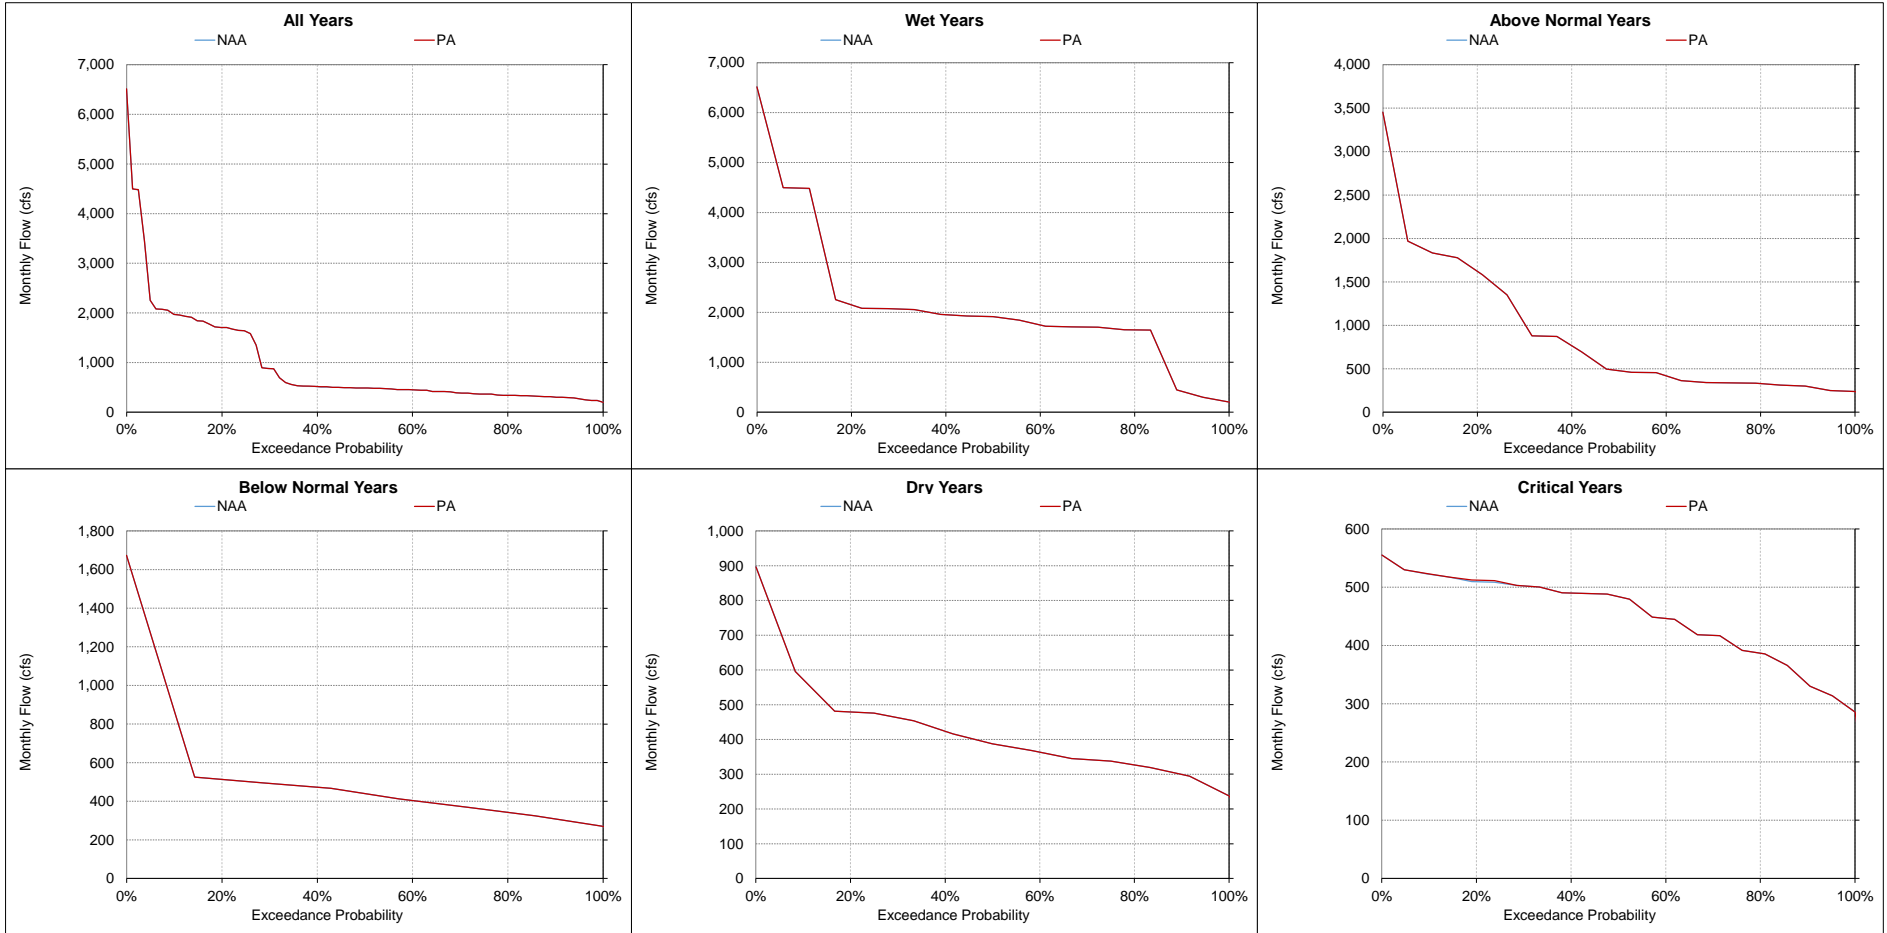 All Years
NAA PA
7,000
6,000
5,000
4,000
3,000
2,000
1,000
0
Monthly Flow (cfs)
0% 20% 40% 60% 80% 100%
Exceedance Probability
Wet Years
NAA PA
7,000
6,000
5,000
4,000
3,000
2,000
1,000
0
Monthly Flow (cfs)
0% 20% 40% 60% 80% 100%
Exceedance Probability
Above Normal Years
NAA PA
4,000
3,500
3,000
2,500
2,000
1,500
1,000
500
0
Monthly Flow (cfs)
0% 20% 40% 60% 80% 100%
Exceedance Probability
Below Normal Years
NAA PA
1,800
1,600
1,400
1,200
1,000
800
600
400
200
0
Monthly Flow (cfs)
0% 20% 40% 60% 80% 100%
Exceedance Probability
Dry Years
NAA PA
1,000
900
800
700
600
500
400
300
200
100
0
Monthly Flow (cfs)
0% 20% 40% 60% 80% 100%
Exceedance Probability
Critical Years
NAA PA
600
500
400
300
200
100
0
Monthly Flow (cfs)
0% 20% 40% 60% 80% 100%
Exceedance Probability